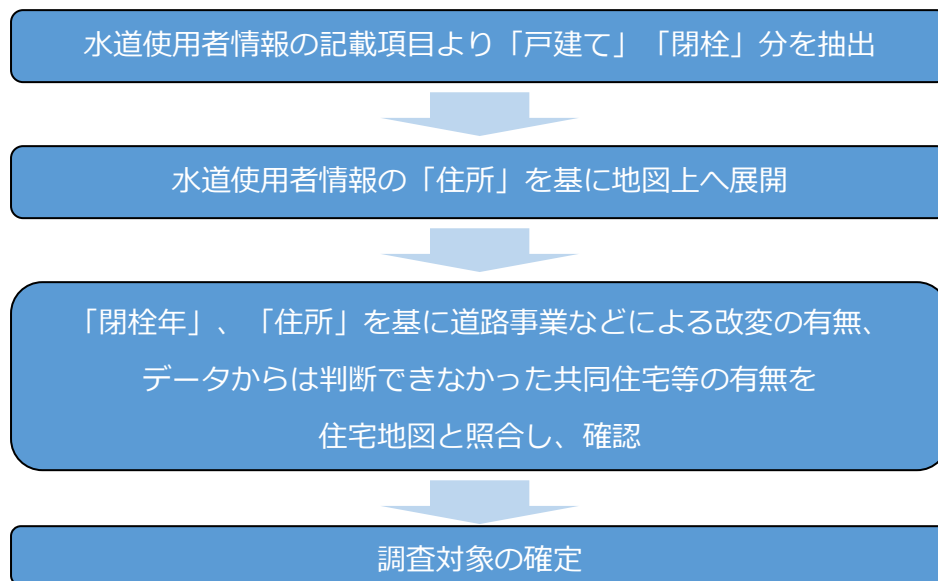 水道使用者情報の記載項目より「戸建て」「閉栓」分を抽出
水道使用者情報の「住所」を基に地図上へ展開
「閉栓年」、「住所」を基に道路事業などによる改変の有無、
データからは判断できなかった共同住宅等の有無を
住宅地図と照合し、確認
調査対象の確定